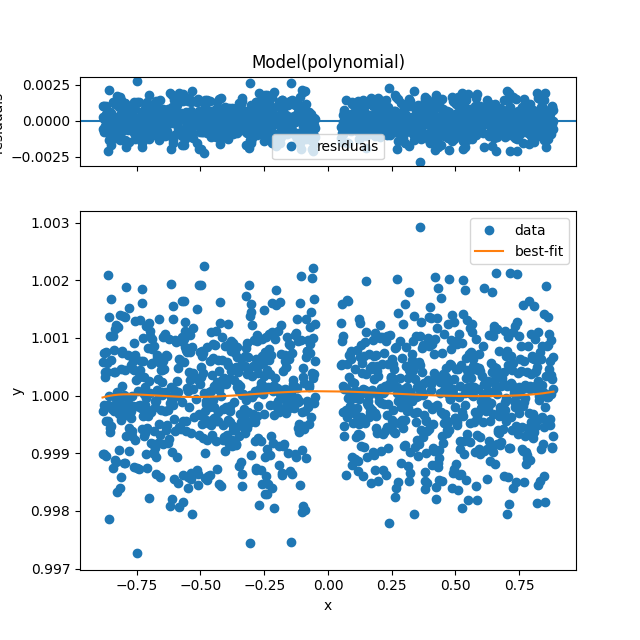 Model(polynomial)
0.0025
0.0000
−0.0025
residuals
residuals
1.003
1.002
1.001
1.000
0.999
0.998
0.997
y
data
best-fit
−0.75
−0.50
−0.25
0.00
0.25
0.50
0.75
x